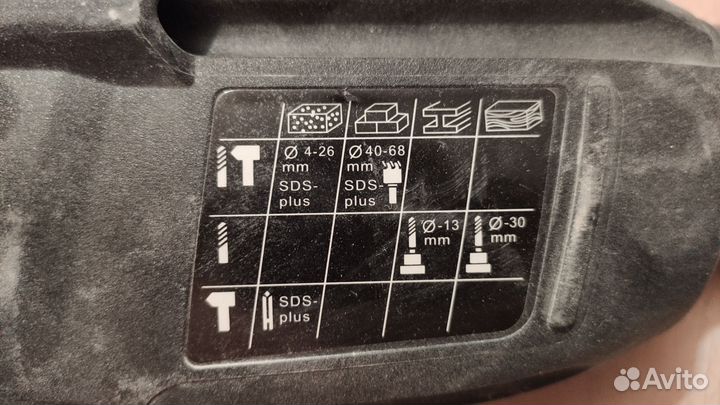 Ø 4-26
mm
SDS-
plus
Ø 40-68
mm
SDS-
plus
Ø-13
mm
Ø-30
mm
SDS-
plus
Avito